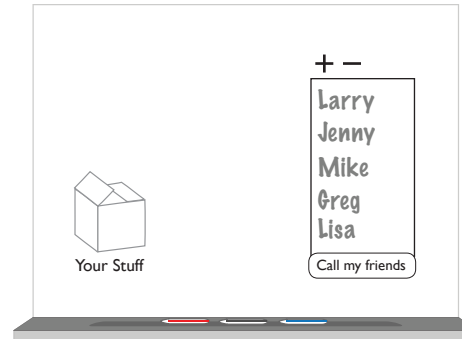 + −
Larry
Jenny
Mike
Greg
Lisa
Your Stuff
Call my friends